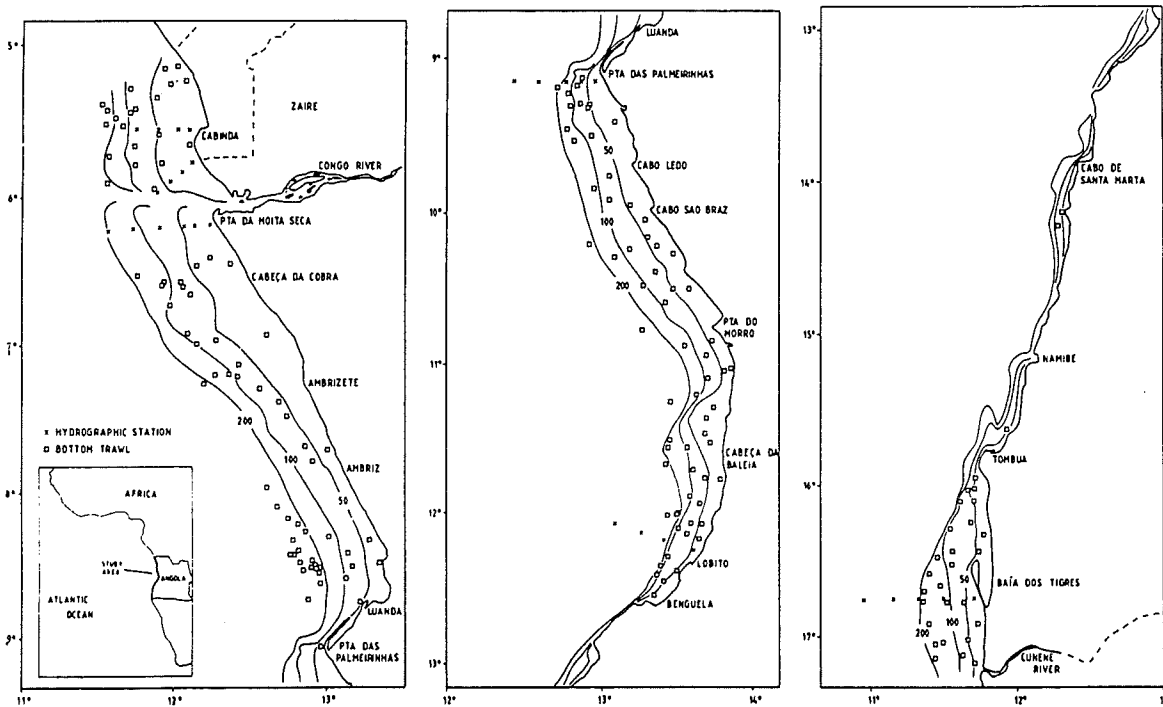 5°
6°
7°
8°
9°
11°
12°
13°
ZAIRE
CABINDA
CONGO RIVER
PTA DA MOITA SECA
CABEÇA DA COBRA
AMBRIZETE
200
100
50
AMBRIZ
LUANDA
PTA DAS
PALMEIRINHAS
x HYDROGRAPHIC STATION
□ BOTTOM TRAWL
AFRICA
STUDY
AREA
ANGOLA
ATLANTIC
OCEAN
9°
10°
11°
12°
13°
13°
14°
LUANDA
PTA DAS PALMEIRINHAS
50
CABO LEDO
CABO SAO BRAZ
100
200
PTA DO
MORRO
CABEÇA DA
BALEIA
LOBITO
BENGUELA
13°
14°
15°
16°
17°
11°
12°
1
CABO DE
SANTA MARTA
NAMIBE
TOMBUA
50
BAÍA DOS TIGRES
100
200
CUNENE
RIVER